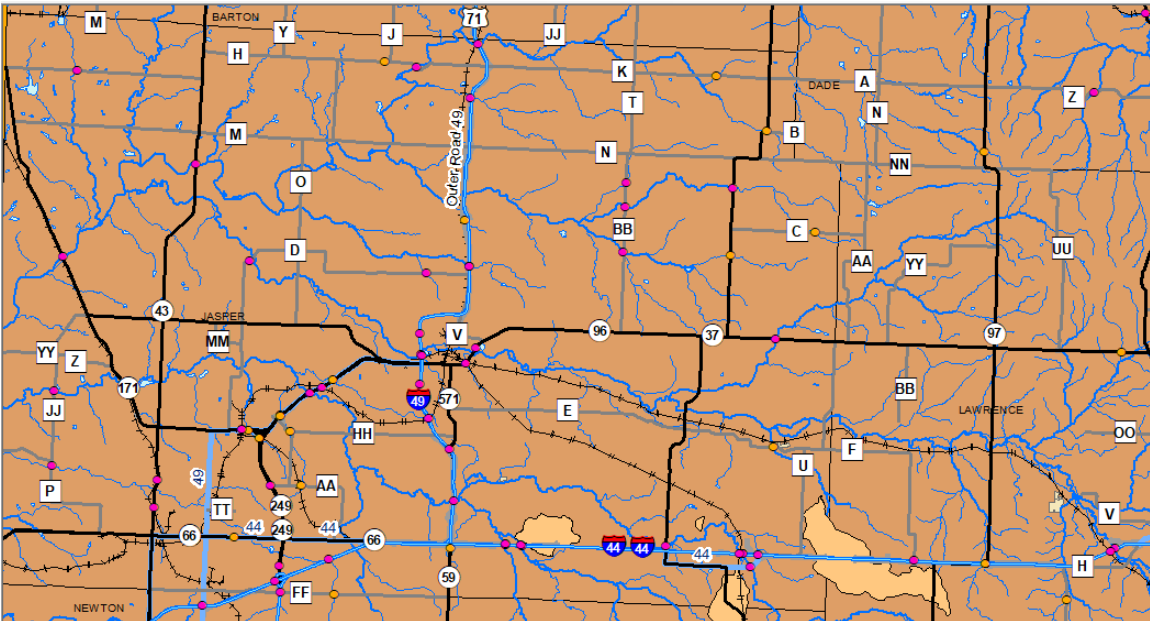 BARTON
M
Y
J
71
JJ
H
K
T
DADE
A
N
Z
Outer Road 49
M
N
B
NN
O
D
BB
C
AA
YY
UU
43
JASPER
MM
V
96
37
97
YY
Z
171
JJ
49
571
E
BB
LAWRENCE
HH
OO
F
U
49
P
AA
TT
249
249
V
66
44
44
66
44
44
44
H
59
FF
NEWTON